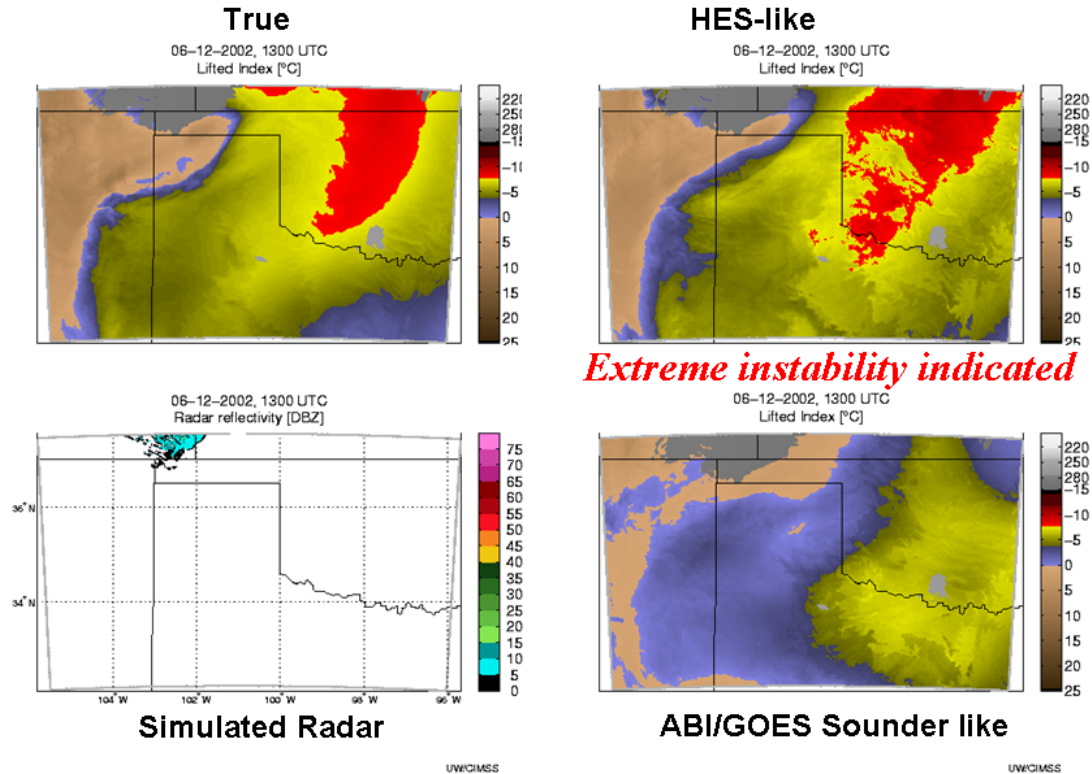 True
06-12-2002, 1300 UTC
Lifted Index [°C]
220
250
280
-15
-10
-5
0
5
10
15
20
25
HES-like
06-12-2002, 1300 UTC
Lifted Index [°C]
220
250
280
-15
-10
-5
0
5
10
15
20
25
Extreme instability indicated
06-12-2002, 1300 UTC
Radar reflectivity [DBZ]
36° N
34° N
104° W
102° W
100° W
98° W
96° W
75
70
65
60
55
50
45
40
35
30
25
20
15
10
5
0
Simulated Radar
UW/CIMSS
06-12-2002, 1300 UTC
Lifted Index [°C]
220
250
280
-15
-10
-5
0
5
10
15
20
25
ABI/GOES Sounder like
UW/CIMSS